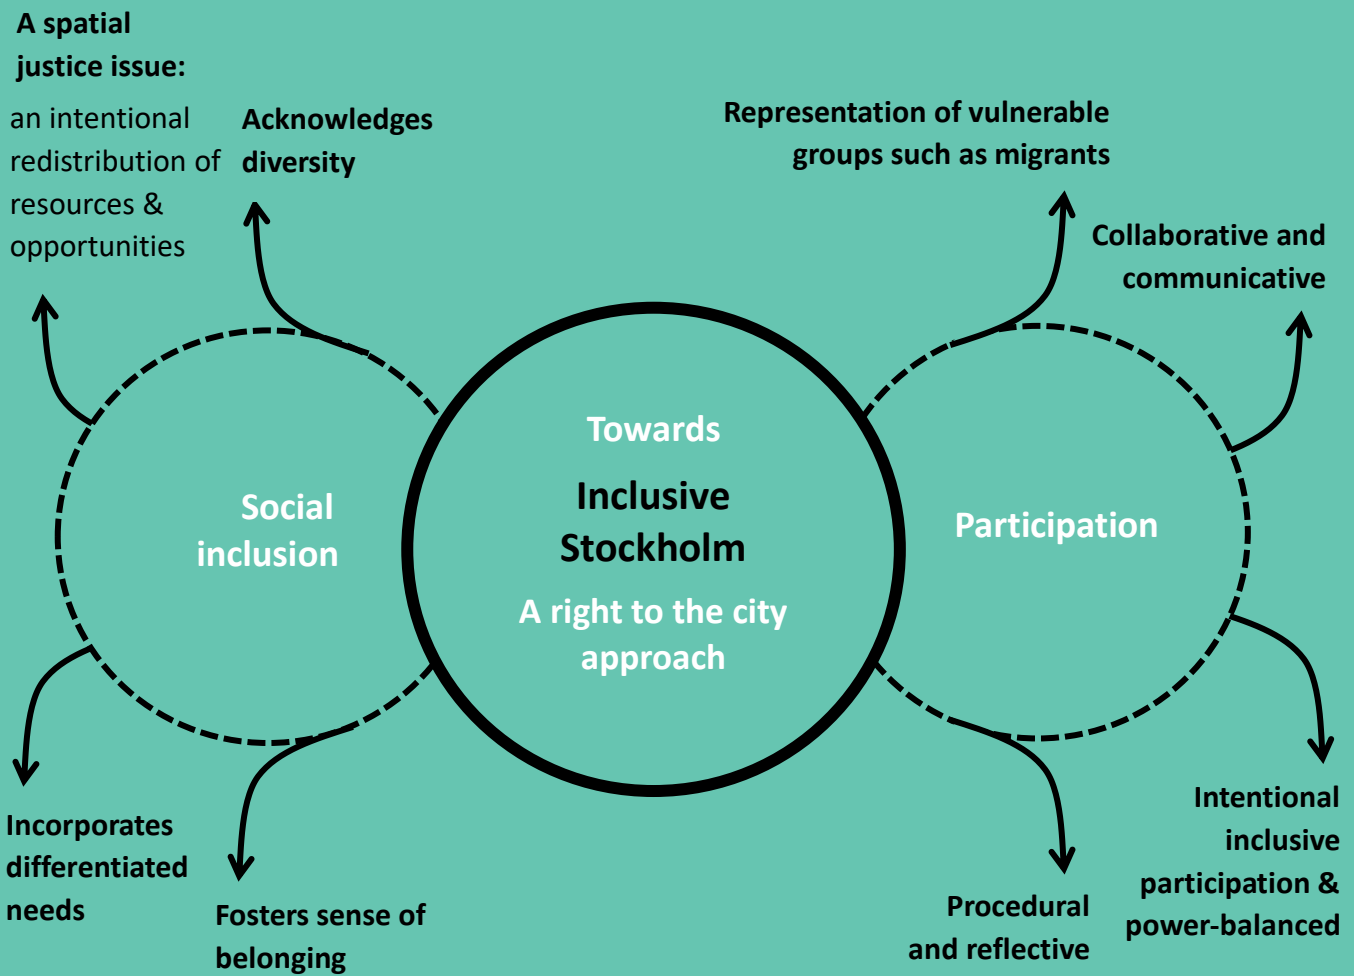 A spatial
justice issue:
an intentional
redistribution of
resources &
opportunities
Acknowledges
diversity
Representation of vulnerable
groups such as migrants
Collaborative and
communicative
Social
inclusion
Towards
Inclusive
Stockholm
A right to the city
approach
Participation
Incorporates
differentiated
needs
Fosters sense of
belonging
Procedural
and reflective
Intentional
inclusive
participation &
power-balanced